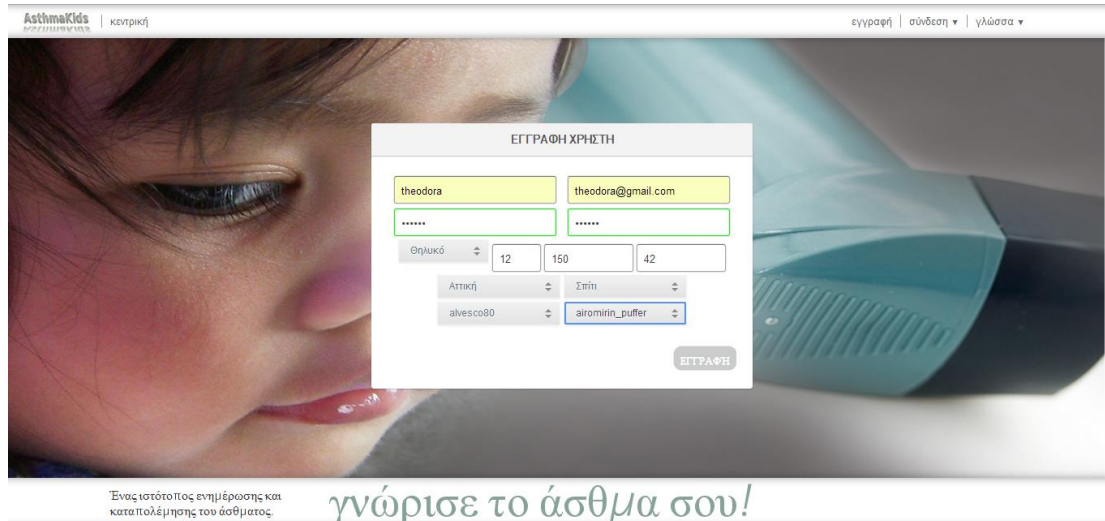 AsthmaKids | κεντρική
εγγραφή | σύνδεση ▾ | γλώσσα ▾
ΕΓΓΡΑΦΗ ΧΡΗΣΤΗ
theodora theodora@gmail.com
•••••• ••••••
Θηλυκό 12 150 42
Αττική Σπίτι
alvesco80 airomirin_puffer
ΕΓΓΡΑΦΗ
Ένας ιστότοπος ενημέρωσης και
καταπολέμησης του άσθματος.
γνώρισε το άσθμα σου!